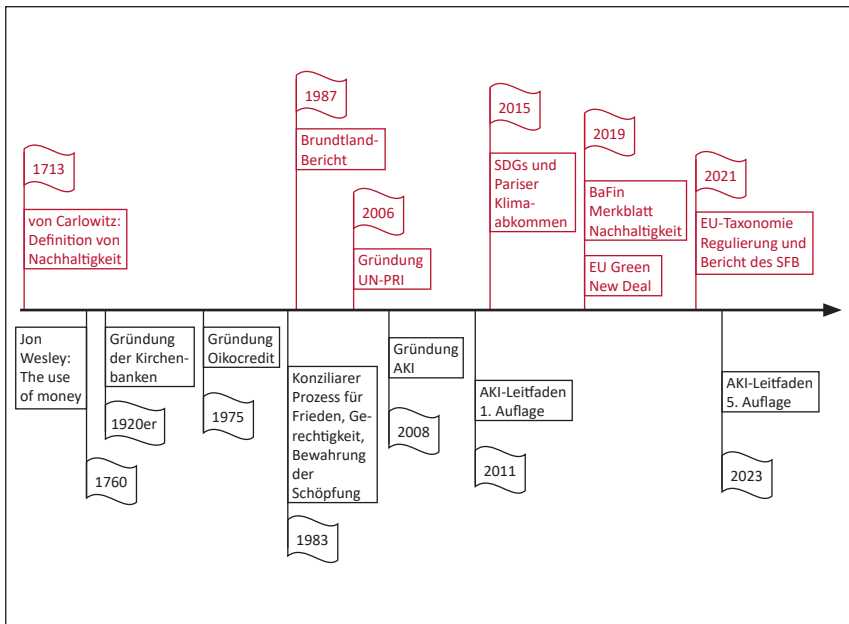 1713
von Carlowitz:
Definition von
Nachhaltigkeit
1987
Brundtland-
Bericht
2006
Gründung
UN-PRI
2015
SDGs und
Pariser
Klima-
abkommen
2019
BaFin
Merkblatt
Nachhaltigkeit
EU Green
New Deal
2021
EU-Taxonomie
Regulierung und
Bericht des SFB
Jon
Wesley:
The use
of money
1760
Gründung
der Kirchen-
banken
1920er
Gründung
Oikocredit
1975
Konziliarer
Prozess für
Frieden, Ge-
rechtigkeit,
Bewahrung
der
Schöpfung
1983
Gründung
AKI
2008
AKI-Leitfaden
1. Auflage
2011
AKI-Leitfaden
5. Auflage
2023